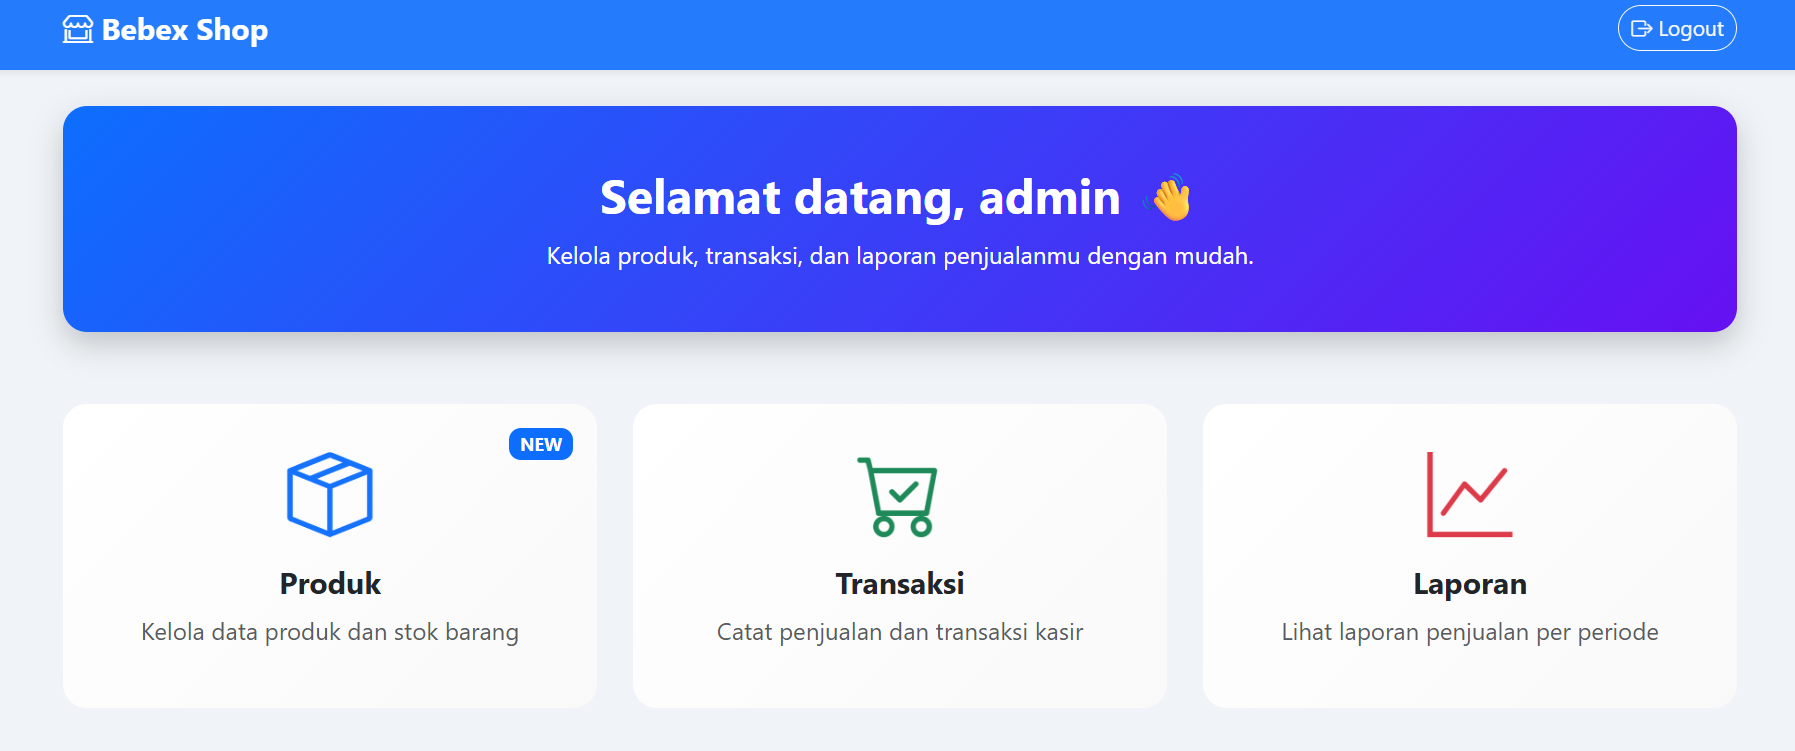 Bebex Shop
Logout
Selamat datang, admin 👋
Kelola produk, transaksi, dan laporan penjualanmu dengan mudah.
NEW
Produk
Kelola data produk dan stok barang
Transaksi
Catat penjualan dan transaksi kasir
Laporan
Lihat laporan penjualan per periode